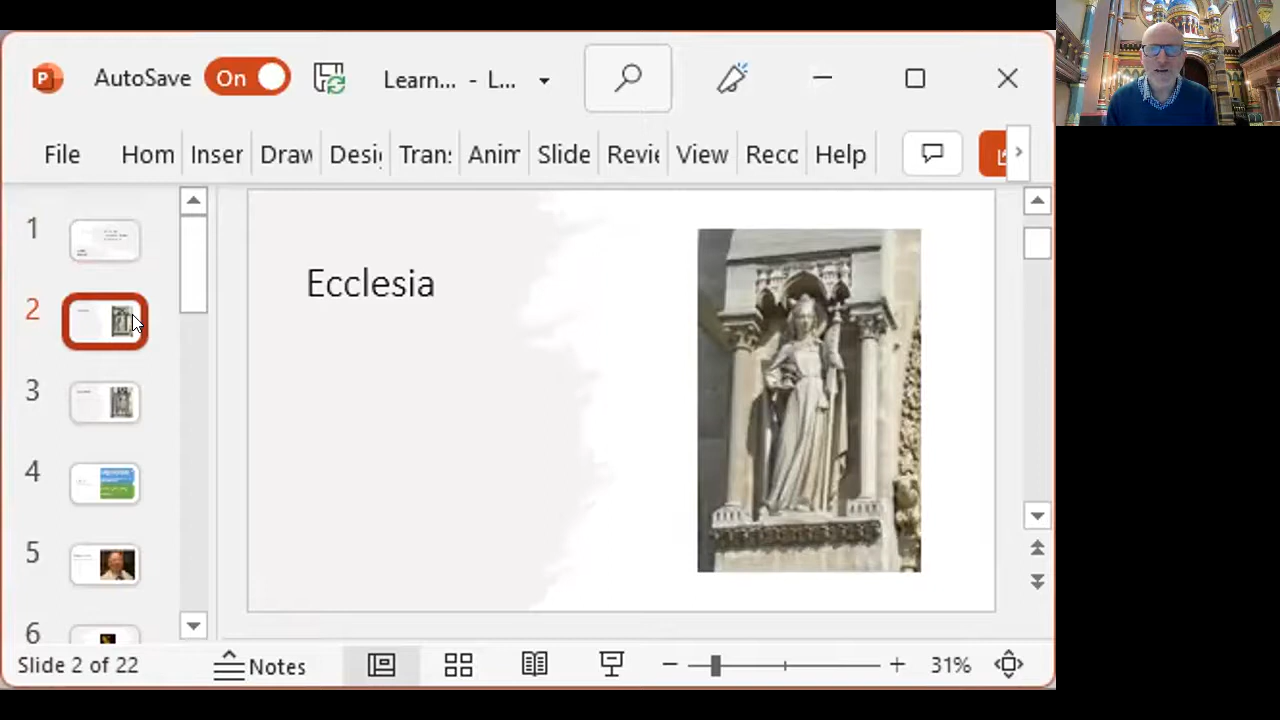 AutoSave On Learn... - L...
File Hom Inser Draw Desi Tran: Anim Slide Revie View Recc Help
1
2
3
4
5
6
Ecclesia
Slide 2 of 22 Notes 31%